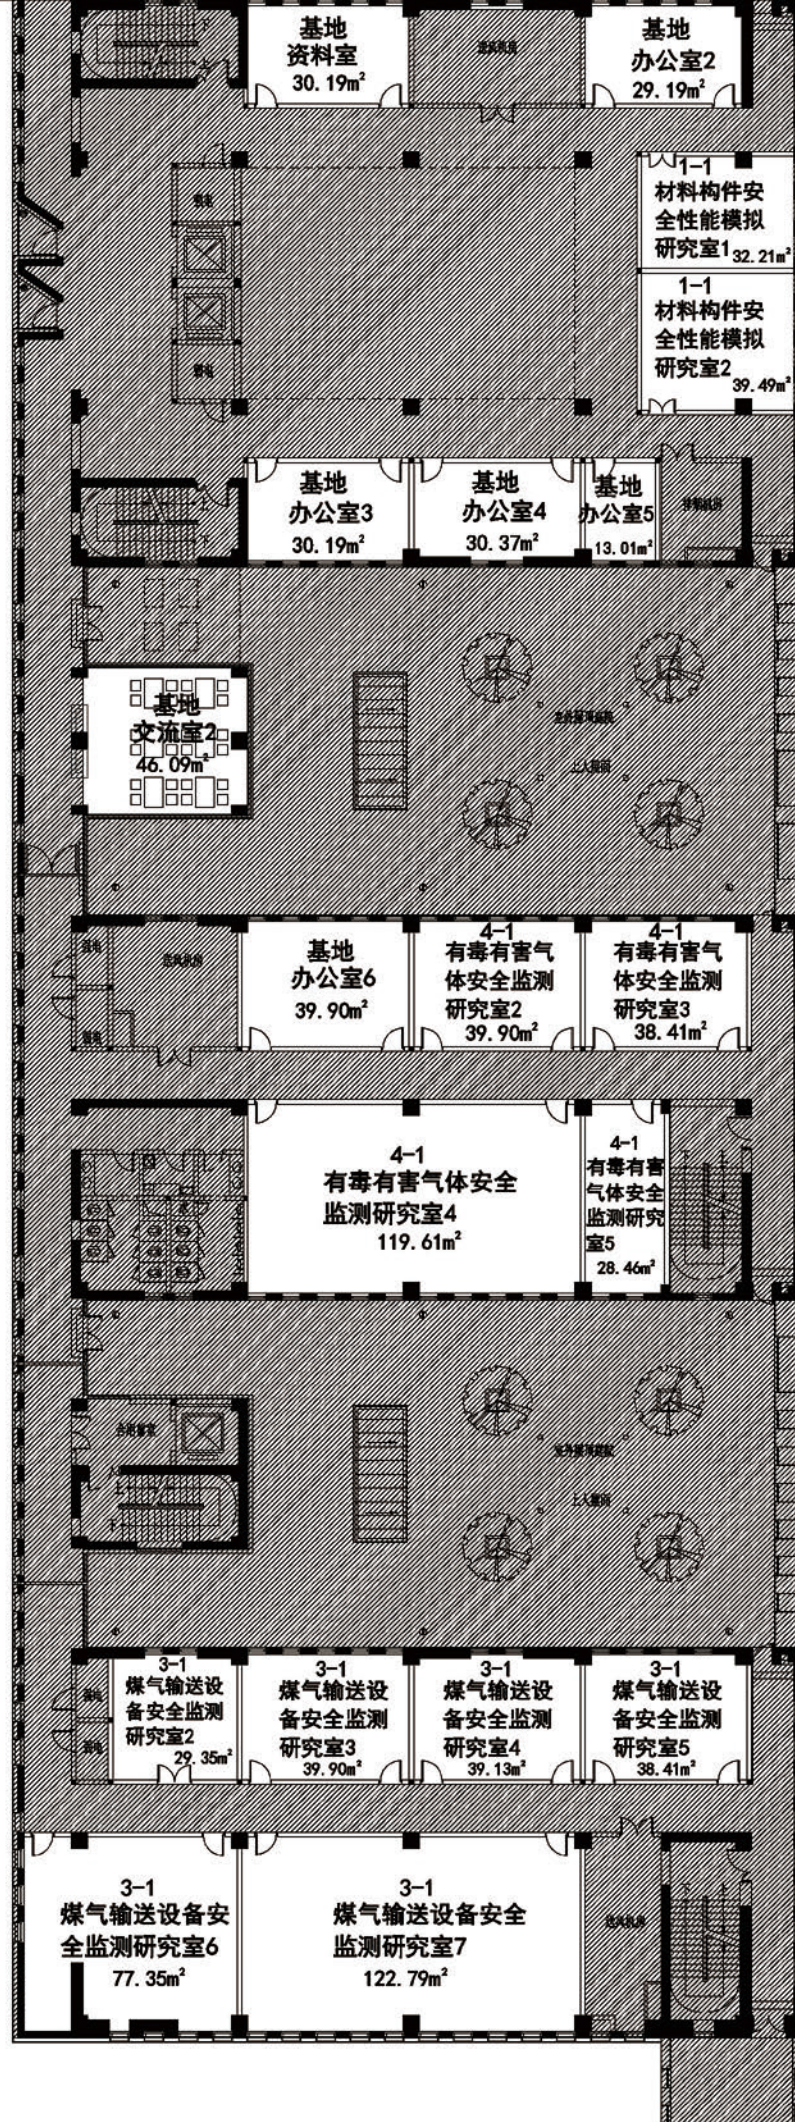 基地
资料室
30.19m²
送风机房
基地
办公室2
29.19m²
1-1
材料构件安
全性能模拟
研究室1
32.21m²
1-1
材料构件安
全性能模拟
研究室2
39.49m²
基地
办公室3
30.19m²
基地
办公室4
30.37m²
基地
办公室5
13.01m²
基地
交流室2
46.09m²
上人屋面
基地
办公室6
39.90m²
4-1
有毒有害气
体安全监测
研究室2
39.90m²
4-1
有毒有害气
体安全监测
研究室3
38.41m²
送风机房
4-1
有毒有害气体安全
监测研究室4
119.61m²
4-1
有毒有害
气体安全
监测研究
室5
28.46m²
上人屋面
3-1
煤气输送设
备安全监测
研究室2
29.35m²
3-1
煤气输送设
备安全监测
研究室3
39.90m²
3-1
煤气输送设
备安全监测
研究室4
39.13m²
3-1
煤气输送设
备安全监测
研究室5
38.41m²
3-1
煤气输送设备安
全监测研究室6
77.35m²
3-1
煤气输送设备安全
监测研究室7
122.79m²
送风机房